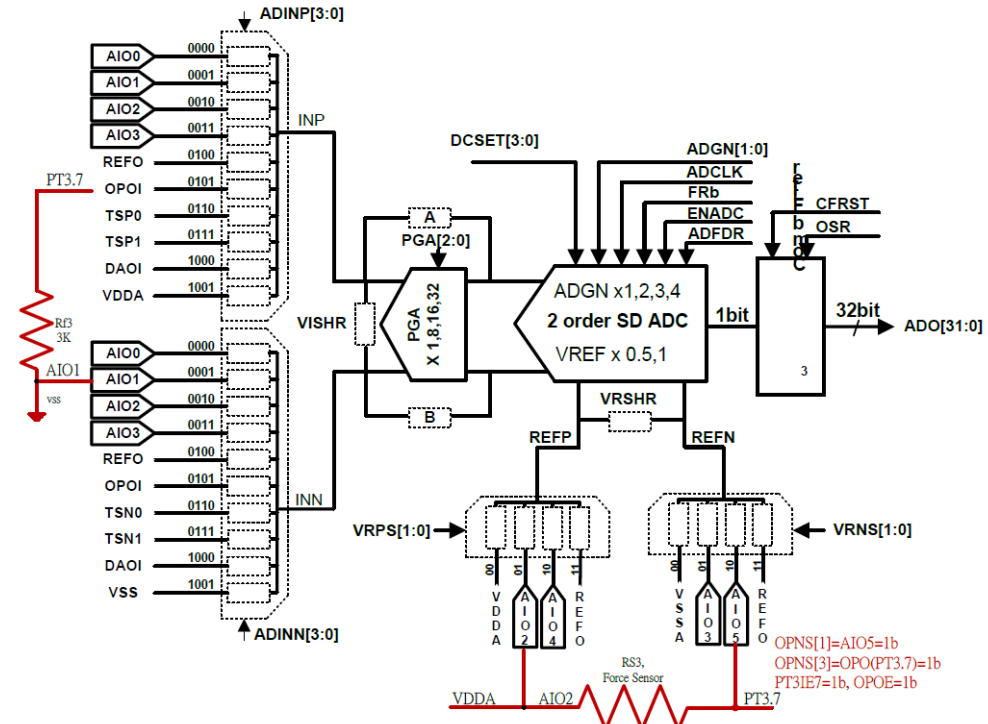 ADINP[3:0]
AIO0 0000
AIO1 0001
AIO2 0010
AIO3 0011
REFO 0100
OPOI 0101
TSP0 0110
TSP1 0111
DAOI 1000
VDDA 1001
INP
PT3.7
Rf3
3K
AIO1
vss
AIO0 0000
AIO1 0001
AIO2 0010
AIO3 0011
REFO 0100
OPOI 0101
TSN0 0110
TSN1 0111
DAOI 1000
VSS 1001
INN
ADINN[3:0]
VISHR
A
PGA[2:0]
PGA
X 1,8,16,32
B
DCSET[3:0]
ADGN[1:0]
ADCLK
FRb
ENADC
ADFDR
ADGN x1,2,3,4
2 order SD ADC
VREF x 0.5,1
1bit
Comb Filter
CFRST
OSR
3
32bit
ADO[31:0]
VRSHR
REFP
REFN
VRPS[1:0]
00 01 10 11
VDDA
AIO2
AIO4
REFO
VRNS[1:0]
00 01 10 11
VSSA
AIO3
AIO5
REFO
OPNS[1]=AIO5=1b
OPNS[3]=OPO(PT3.7)=1b
PT3IE7=1b, OPOE=1b
RS3,
Force Sensor
VDDA
AIO2
PT3.7